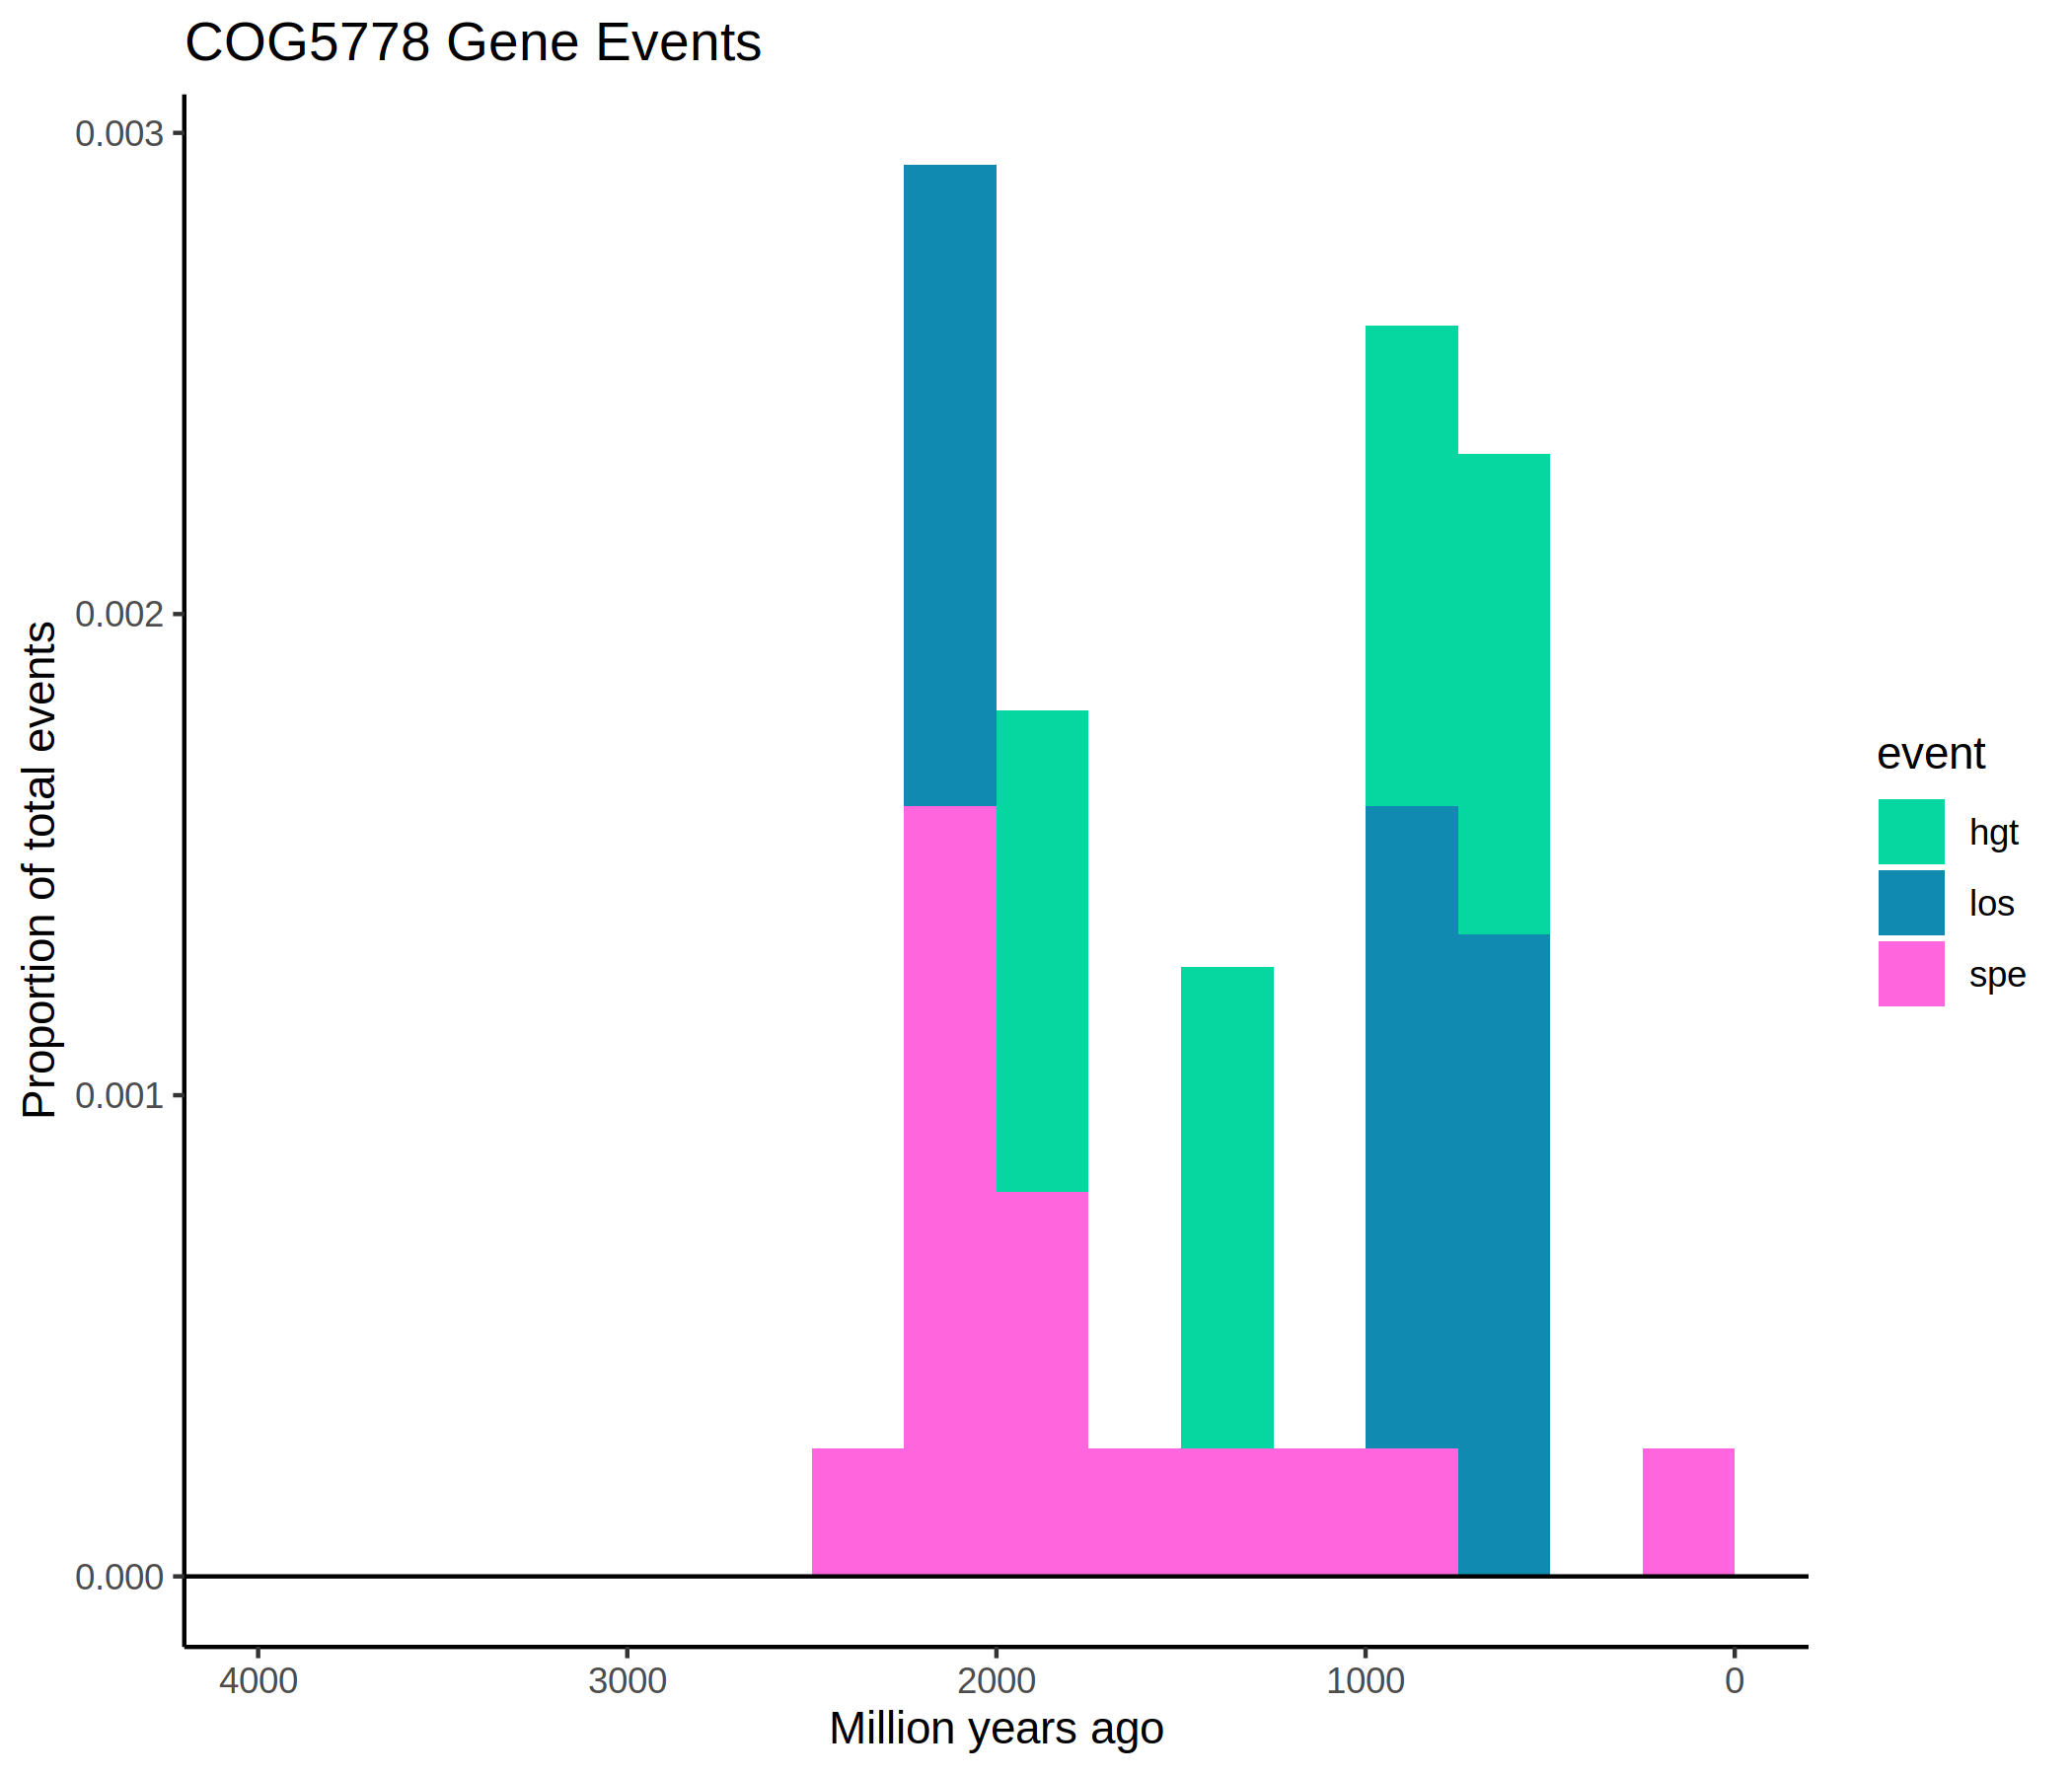 COG5778 Gene Events
Proportion of total events
0.003
0.002
0.001
0.000
4000
3000
2000
1000
0
Million years ago
event
hgt
los
spe